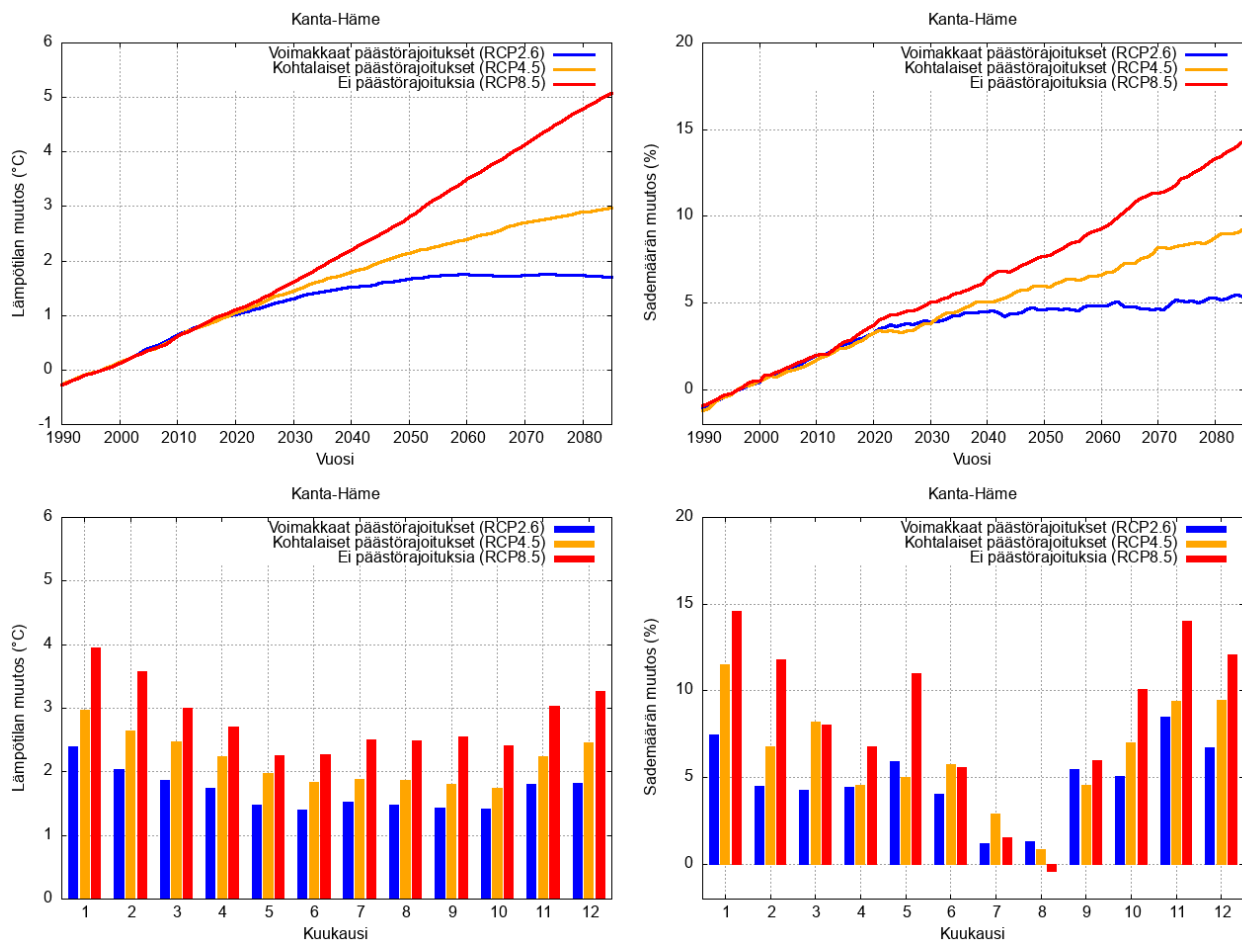 Kanta-Häme
Voimakkaat päästörajoitukset (RCP2.6)
Kohtalaiset päästörajoitukset (RCP4.5)
Ei päästörajoituksia (RCP8.5)
Lämpötilan muutos (°C)
6
5
4
3
2
1
0
-1
1990 2000 2010 2020 2030 2040 2050 2060 2070 2080
Vuosi
Kanta-Häme
Voimakkaat päästörajoitukset (RCP2.6)
Kohtalaiset päästörajoitukset (RCP4.5)
Ei päästörajoituksia (RCP8.5)
Sademäärän muutos (%)
20
15
10
5
0
1990 2000 2010 2020 2030 2040 2050 2060 2070 2080
Vuosi
Kanta-Häme
Voimakkaat päästörajoitukset (RCP2.6)
Kohtalaiset päästörajoitukset (RCP4.5)
Ei päästörajoituksia (RCP8.5)
Lämpötilan muutos (°C)
6
5
4
3
2
1
0
1 2 3 4 5 6 7 8 9 10 11 12
Kuukausi
Kanta-Häme
Voimakkaat päästörajoitukset (RCP2.6)
Kohtalaiset päästörajoitukset (RCP4.5)
Ei päästörajoituksia (RCP8.5)
Sademäärän muutos (%)
20
15
10
5
0
1 2 3 4 5 6 7 8 9 10 11 12
Kuukausi